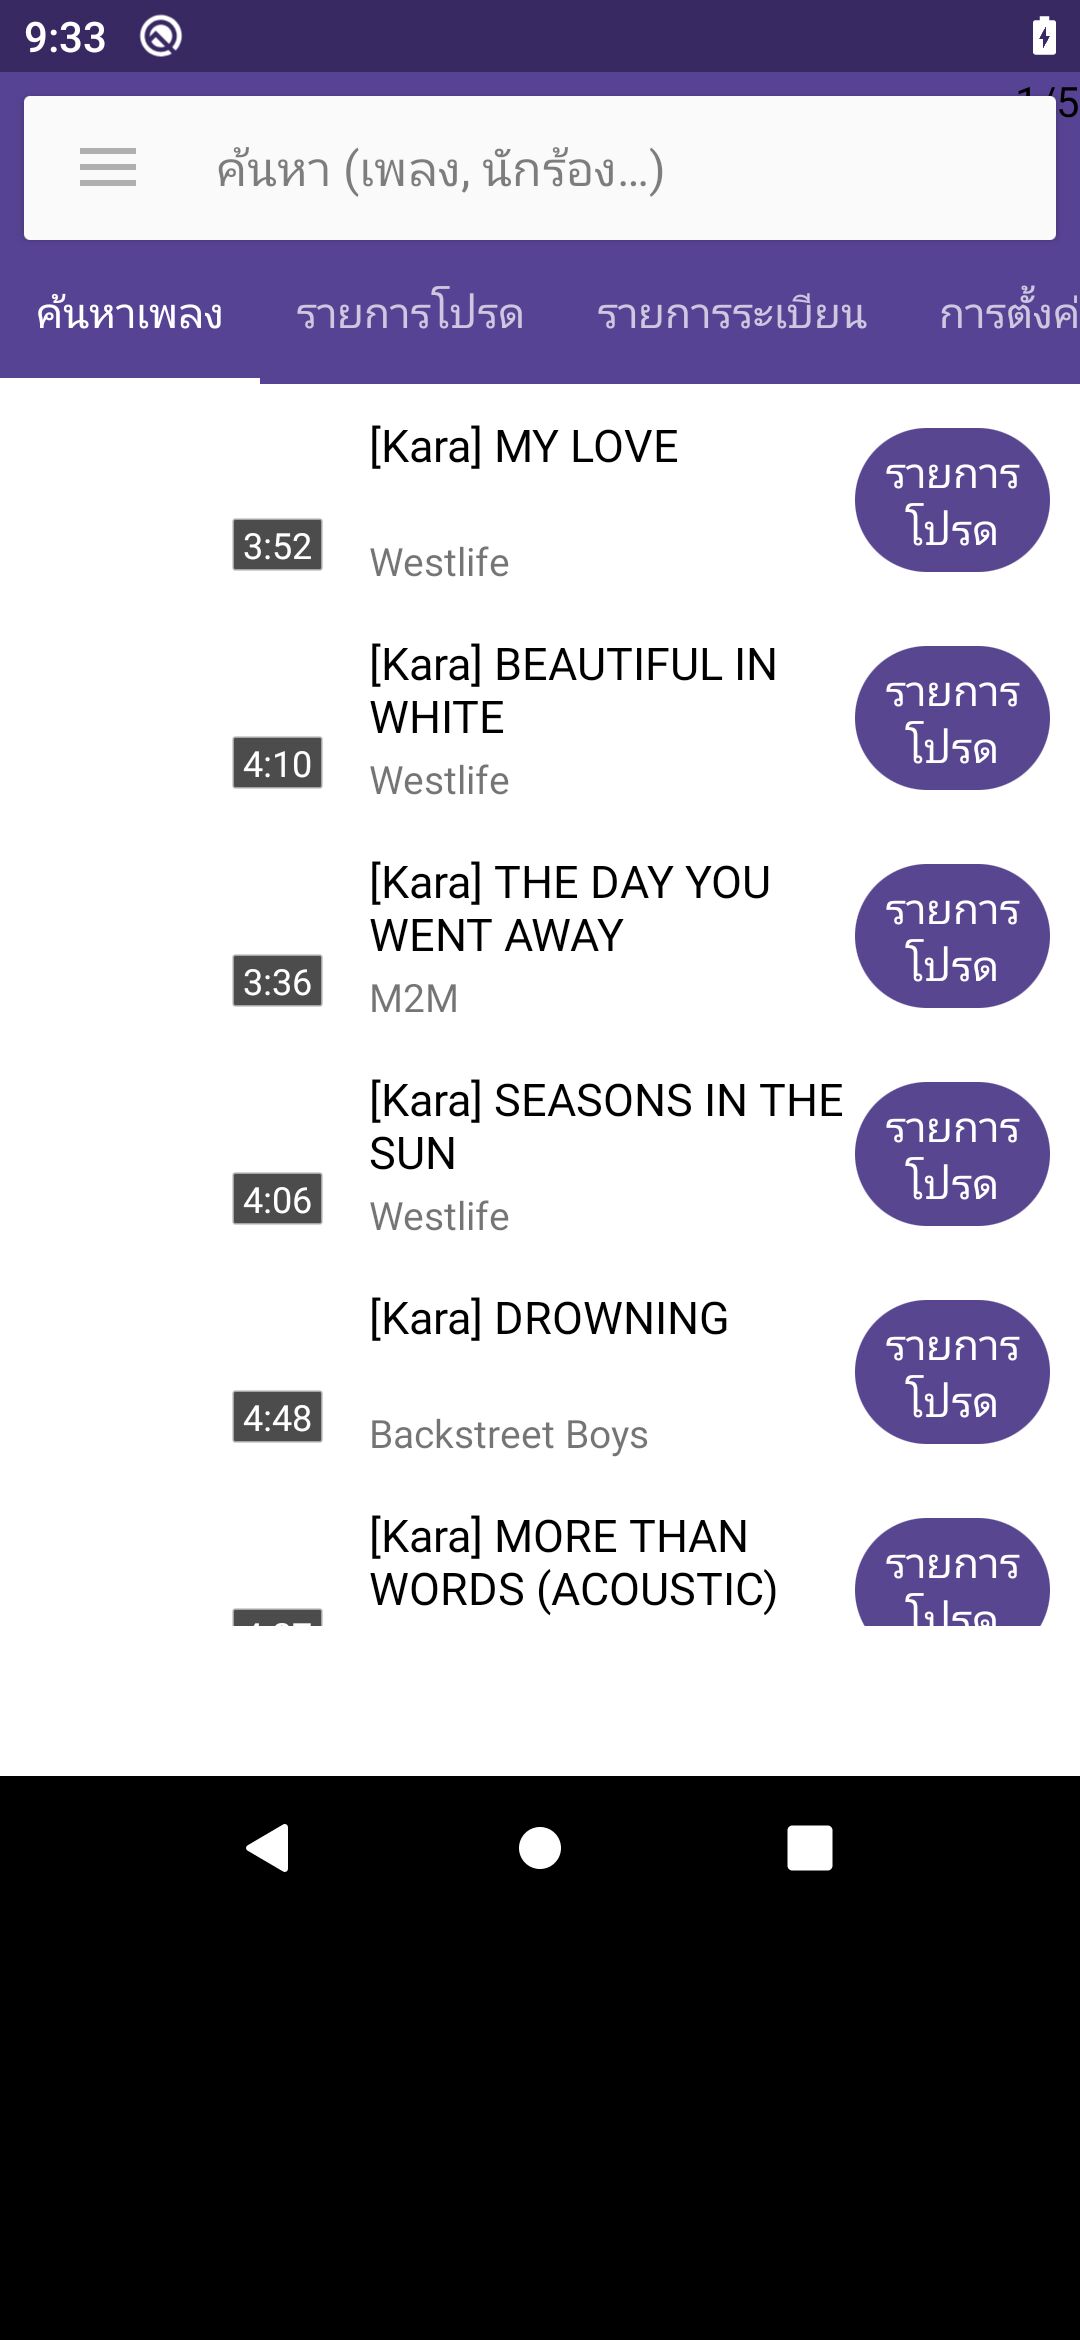 9:33
1/5
ค้นหา (เพลง, นักร้อง...)
ค้นหาเพลง รายการโปรด รายการระเบียน การตั้งค่
[Kara] MY LOVE
3:52
Westlife
รายการ
โปรด
[Kara] BEAUTIFUL IN
WHITE
4:10
Westlife
รายการ
โปรด
[Kara] THE DAY YOU
WENT AWAY
3:36
M2M
รายการ
โปรด
[Kara] SEASONS IN THE
SUN
4:06
Westlife
รายการ
โปรด
[Kara] DROWNING
4:48
Backstreet Boys
รายการ
โปรด
[Kara] MORE THAN
WORDS (ACOUSTIC)
รายการ
โปรด